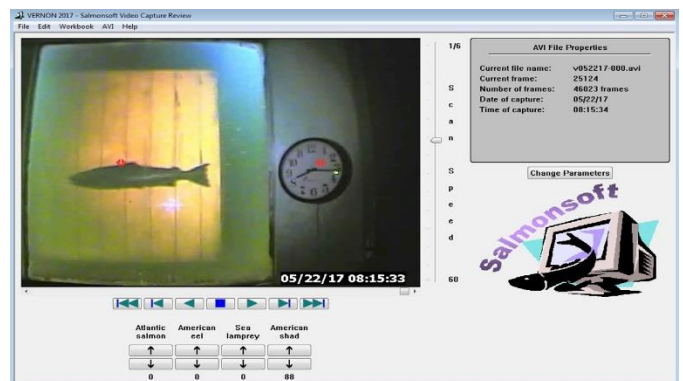 VERNON 2017 - Salmonsoft Video Capture Review
File Edit Workbook AVI Help
1/6
Scan Speed
60
AVI File Properties
Current file name: v052217-000.avi
Current frame: 25124
Number of frames: 46023 frames
Date of capture: 05/22/17
Time of capture: 08:15:34
Change Parameters
Salmonsoft
05/22/17 08:15:33
Atlantic salmon
American eel
Sea lamprey
American shad
0 0 0 88